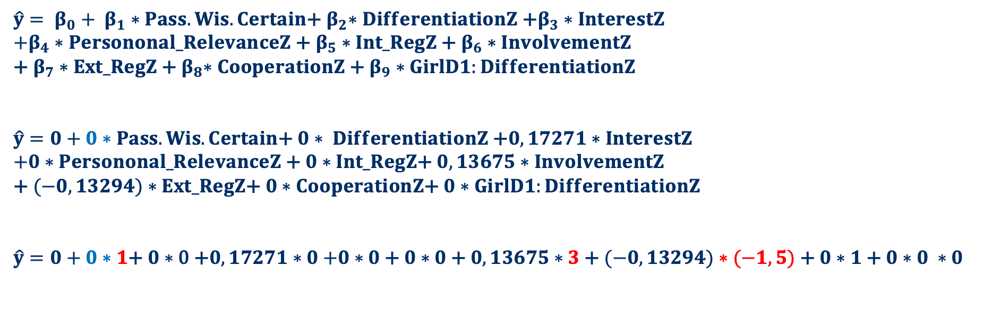 ŷ = β₀ + β₁ * Pass. Wis. Certain+ β₂* DifferentiationZ +β₃ * InterestZ
+β₄ * Persononal_RelevanceZ + β₅ * Int_RegZ + β₆ * InvolvementZ
+ β₇ * Ext_RegZ + β₈* CooperationZ + β₉ * GirlD1: DifferentiationZ
ŷ = 0 + 0 * Pass. Wis. Certain+ 0 * DifferentiationZ +0, 17271 * InterestZ
+0 * Persononal_RelevanceZ + 0 * Int_RegZ+ 0, 13675 * InvolvementZ
+ (−0, 13294) * Ext_RegZ+ 0 * CooperationZ+ 0 * GirlD1: DifferentiationZ
ŷ = 0 + 0 * 1+ 0 * 0 +0, 17271 * 0 +0 * 0 + 0 * 0 + 0, 13675 * 3 + (−0, 13294) * (−1, 5) + 0 * 1 + 0 * 0 * 0